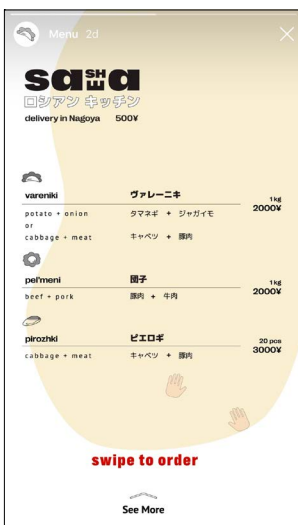 Menu 2d
sasha
ロシアン キッチン
delivery in Nagoya 500¥
vareniki ヴァレーニキ 1 kg
2000¥
potato + onion タマネギ + ジャガイモ
or
cabbage + meat キャベツ + 豚肉
pel'meni 団子 1 kg
2000¥
beef + pork 豚肉 + 牛肉
pirozhki ピエロギ 20 pcs
3000¥
cabbage + meat キャベツ + 豚肉
swipe to order
See More